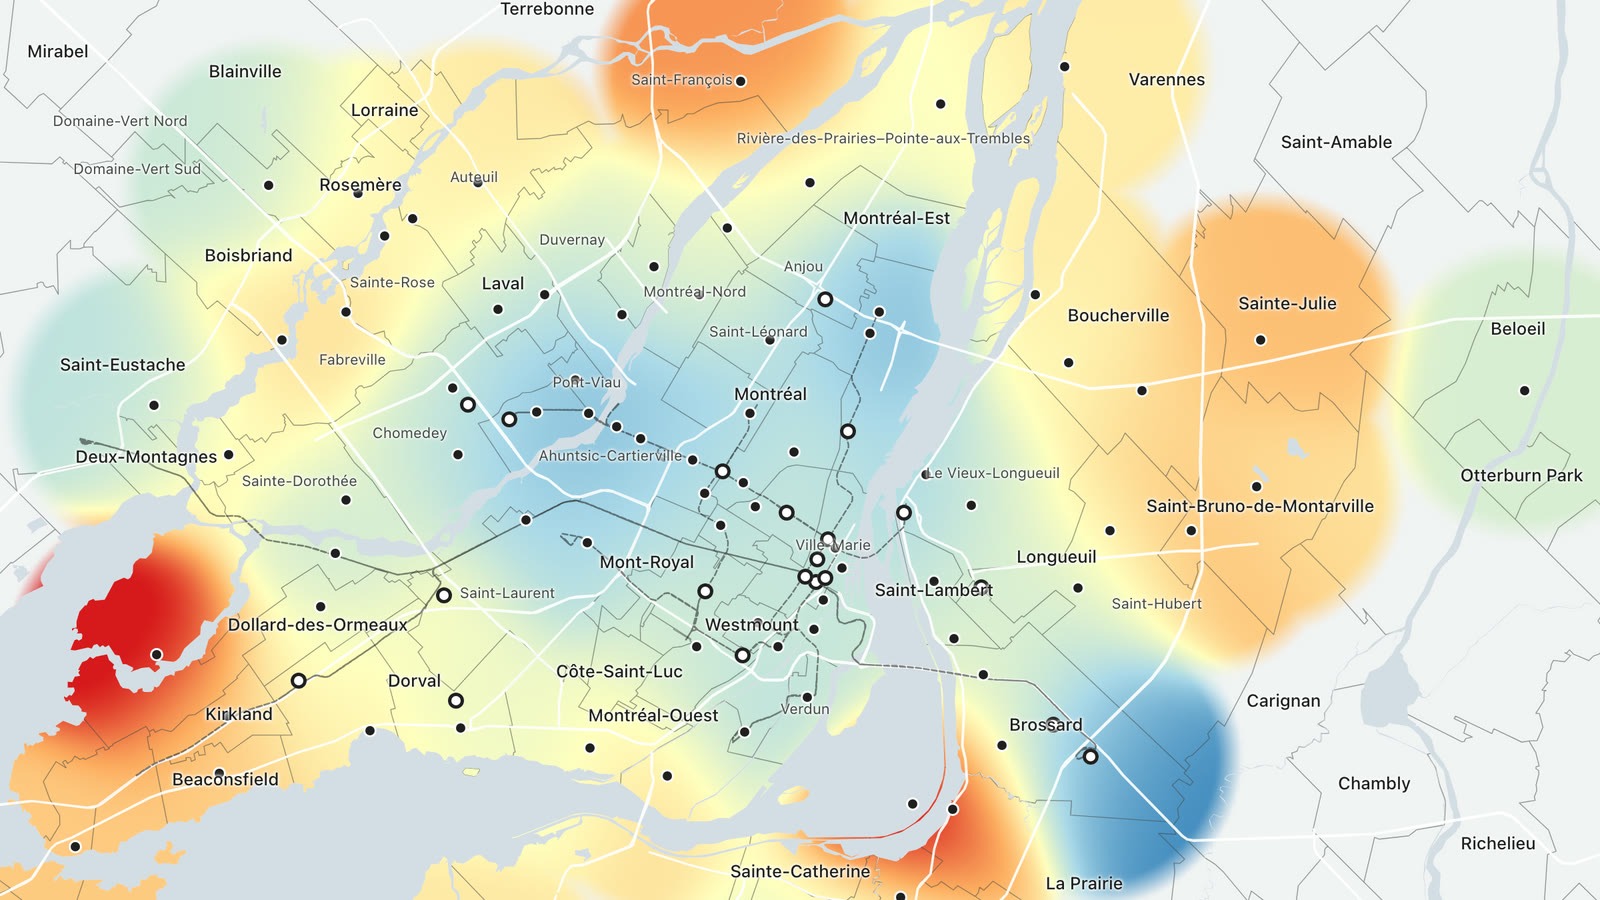 Terrebonne
Mirabel
Blainville
Saint-François
Varennes
Lorraine
Domaine-Vert Nord
Rivière-des-Prairies–Pointe-aux-Trembles
Saint-Amable
Domaine-Vert Sud
Rosemère
Auteuil
Montréal-Est
Duvernay
Boisbriand
Anjou
Sainte-Rose
Laval
Montréal-Nord
Sainte-Julie
Boucherville
Beloeil
Saint-Léonard
Fabreville
Saint-Eustache
Pont-Viau
Montréal
Chomedey
Deux-Montagnes
Ahuntsic-Cartierville
Le Vieux-Longueuil
Otterburn Park
Sainte-Dorothée
Saint-Bruno-de-Montarville
Ville-Marie
Longueuil
Mont-Royal
Saint-Laurent
Saint-Lambert
Saint-Hubert
Dollard-des-Ormeaux
Westmount
Côte-Saint-Luc
Dorval
Carignan
Kirkland
Montréal-Ouest
Verdun
Brossard
Beaconsfield
Chambly
Richelieu
Sainte-Catherine
La Prairie